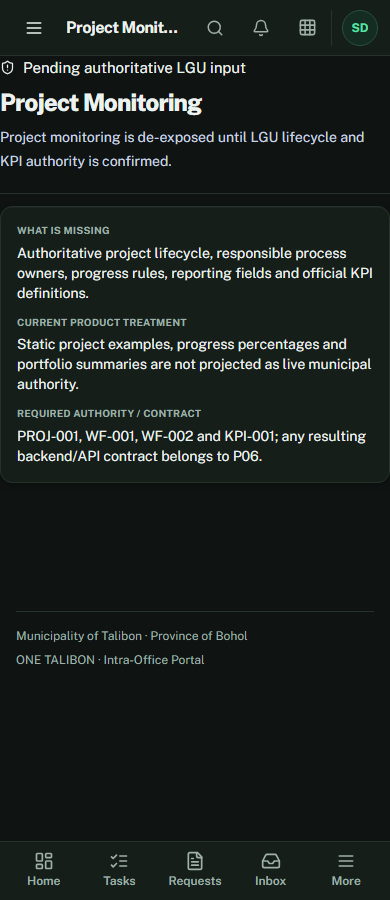 Project Monit...
SD
Pending authoritative LGU input
Project Monitoring
Project monitoring is de-exposed until LGU lifecycle and
KPI authority is confirmed.
WHAT IS MISSING
Authoritative project lifecycle, responsible process
owners, progress rules, reporting fields and official KPI
definitions.
CURRENT PRODUCT TREATMENT
Static project examples, progress percentages and
portfolio summaries are not projected as live municipal
authority.
REQUIRED AUTHORITY / CONTRACT
PROJ-001, WF-001, WF-002 and KPI-001; any resulting
backend/API contract belongs to P06.
Municipality of Talibon · Province of Bohol
ONE TALIBON · Intra-Office Portal
Home Tasks Requests Inbox More